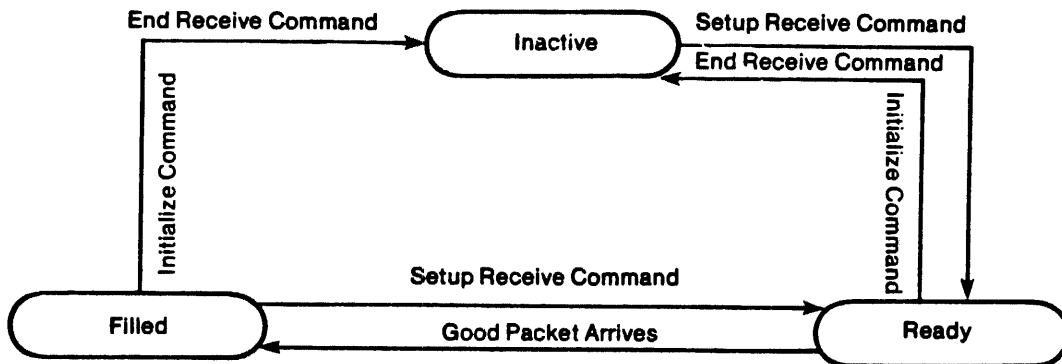 End Receive Command
Inactive
Setup Receive Command
End Receive Command
Initialize Command
Initialize Command
Setup Receive Command
Filled
Good Packet Arrives
Ready